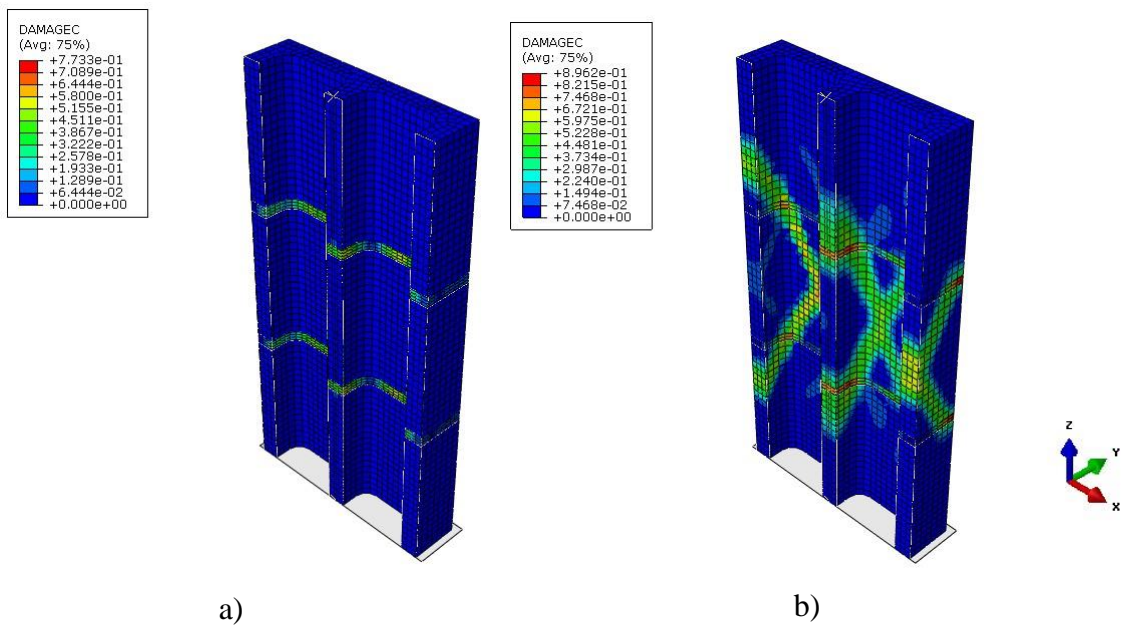 DAMAGEC
(Avg: 75%)
+7.733e-01
+7.089e-01
+6.444e-01
+5.800e-01
+5.155e-01
+4.511e-01
+3.867e-01
+3.222e-01
+2.578e-01
+1.933e-01
+1.289e-01
+6.444e-02
+0.000e+00
DAMAGEC
(Avg: 75%)
+8.962e-01
+8.215e-01
+7.468e-01
+6.721e-01
+5.975e-01
+5.228e-01
+4.481e-01
+3.734e-01
+2.987e-01
+2.240e-01
+1.494e-01
+7.468e-02
+0.000e+00
Z
Y
X
a)
b)